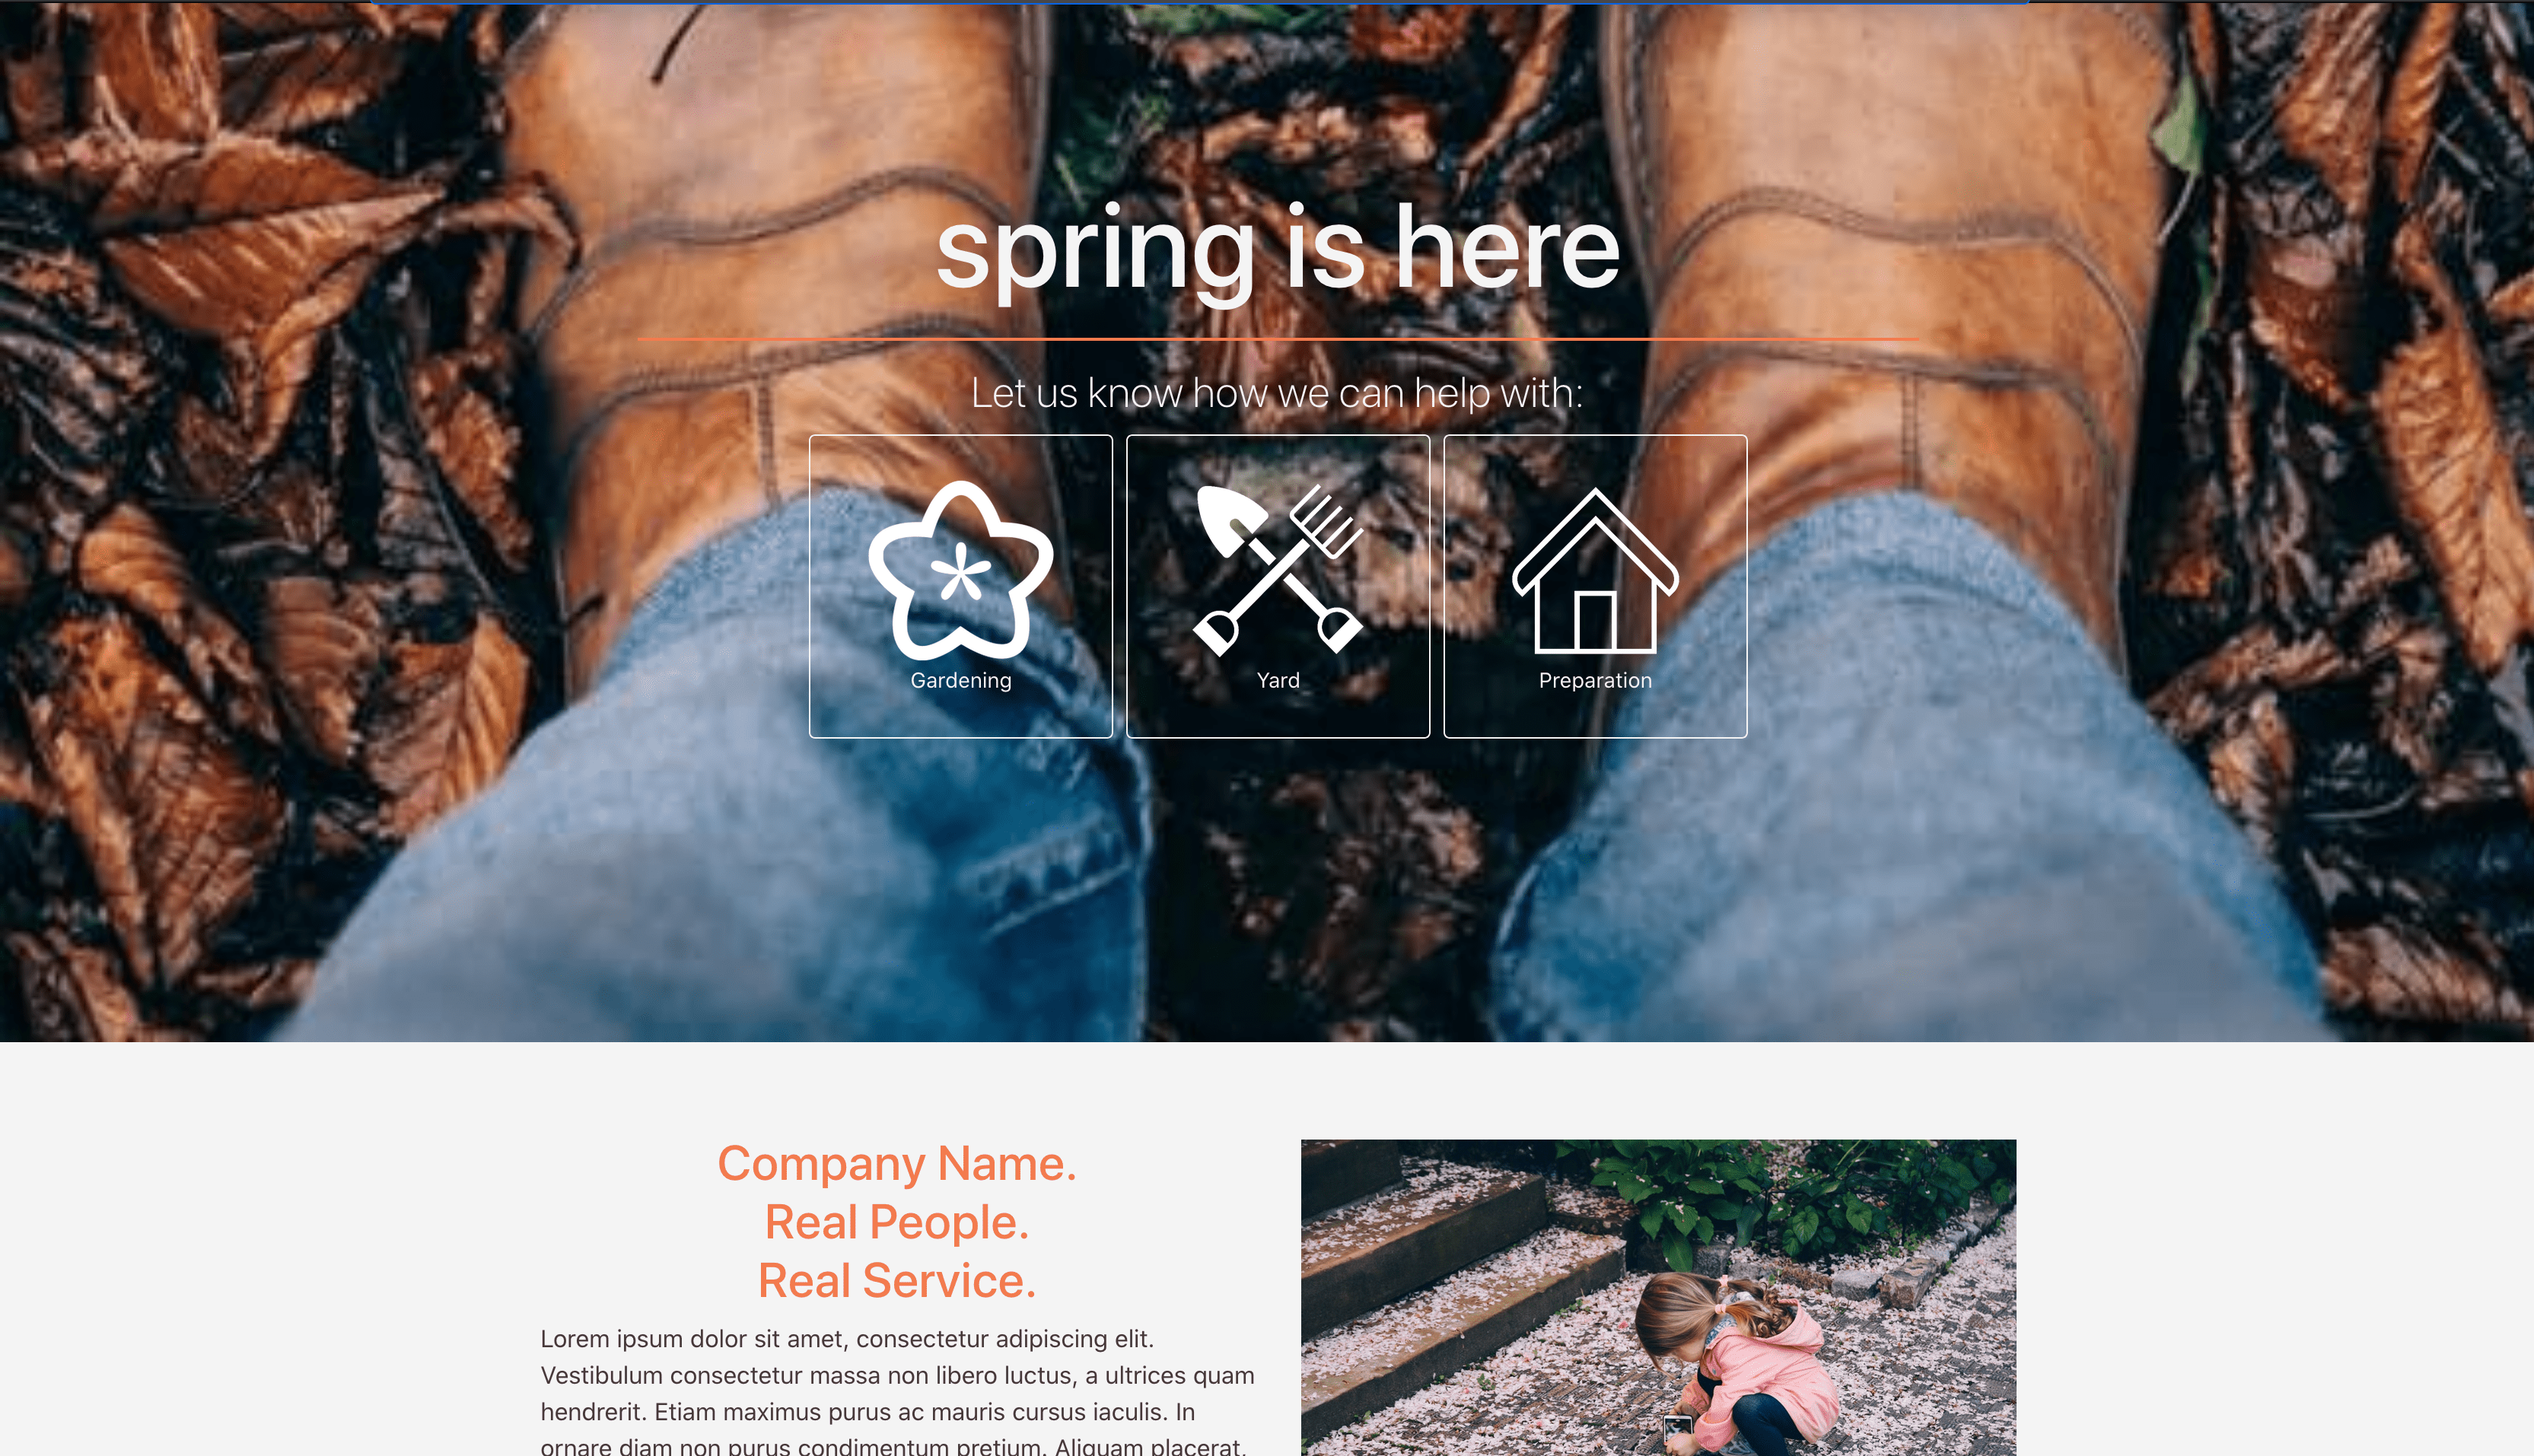 spring is here
Let us know how we can help with:
Gardening
Yard
Preparation
Company Name.
Real People.
Real Service.
Lorem ipsum dolor sit amet, consectetur adipiscing elit.
Vestibulum consectetur massa non libero luctus, a ultrices quam
hendrerit. Etiam maximus purus ac mauris cursus iaculis. In
ornare diam non purus condimentum pretium. Aliquam placerat,